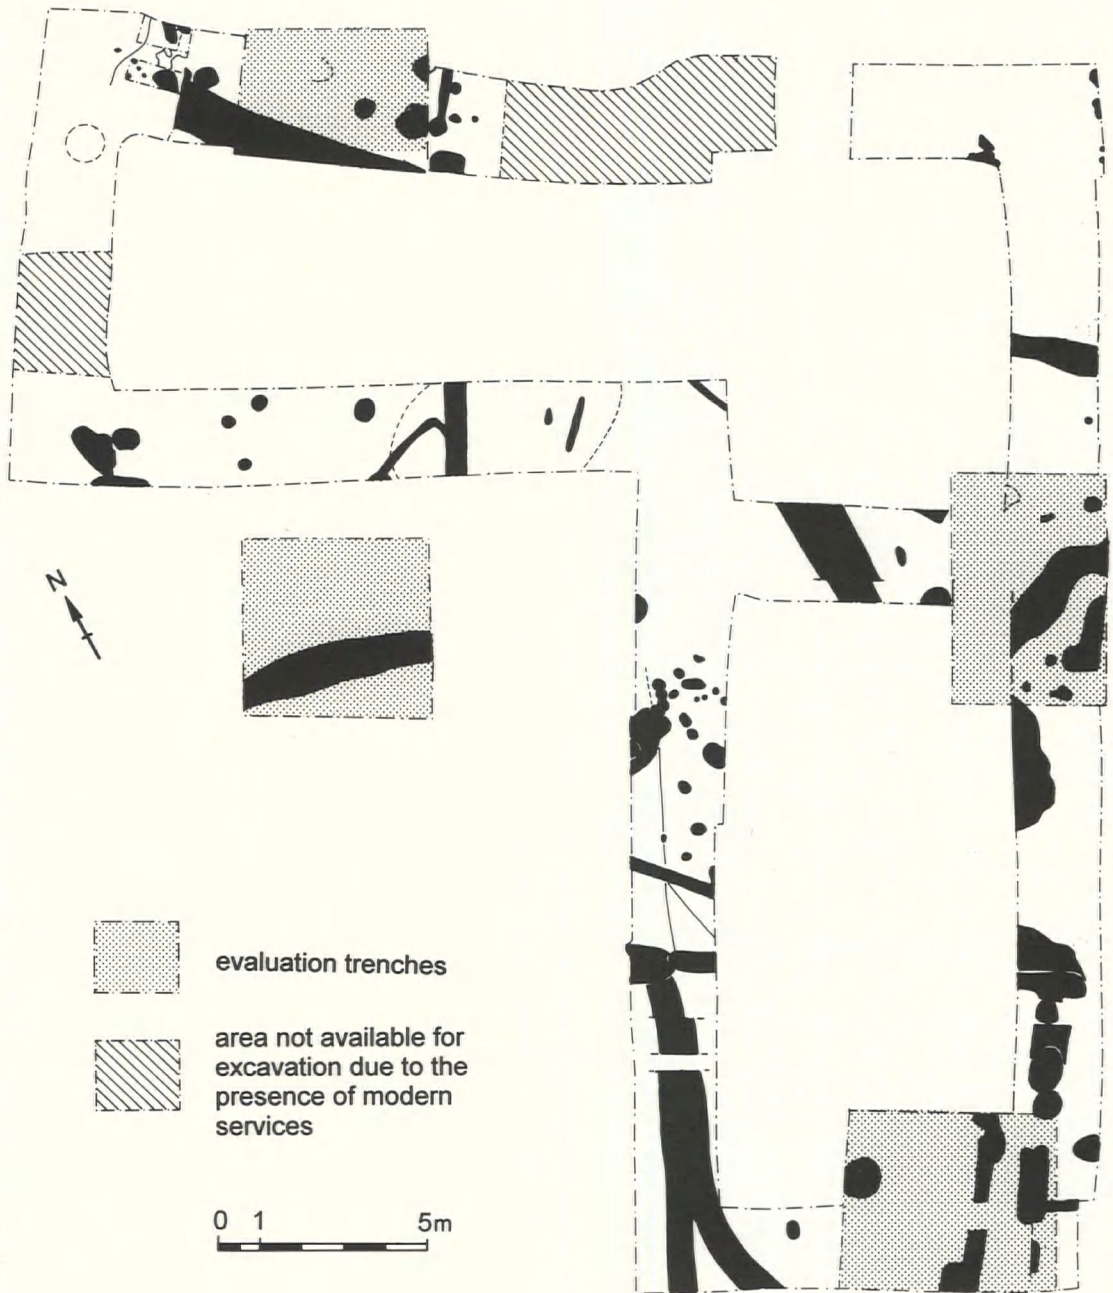 N
evaluation trenches
area not available for
excavation due to the
presence of modern
services
0 1 5m